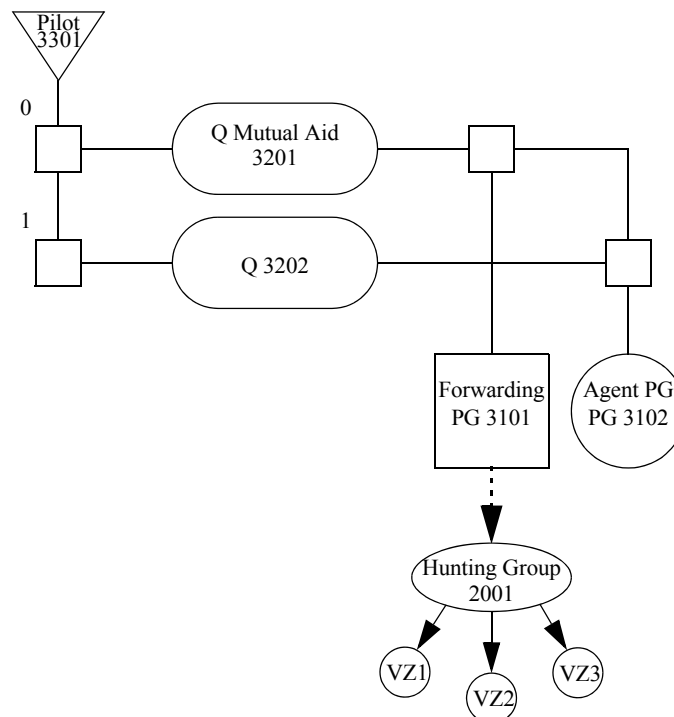 Pilot
3301
0
Q Mutual Aid
3201
1
Q 3202
Forwarding
PG 3101
Agent PG
PG 3102
Hunting Group
2001
VZ1
VZ2
VZ3